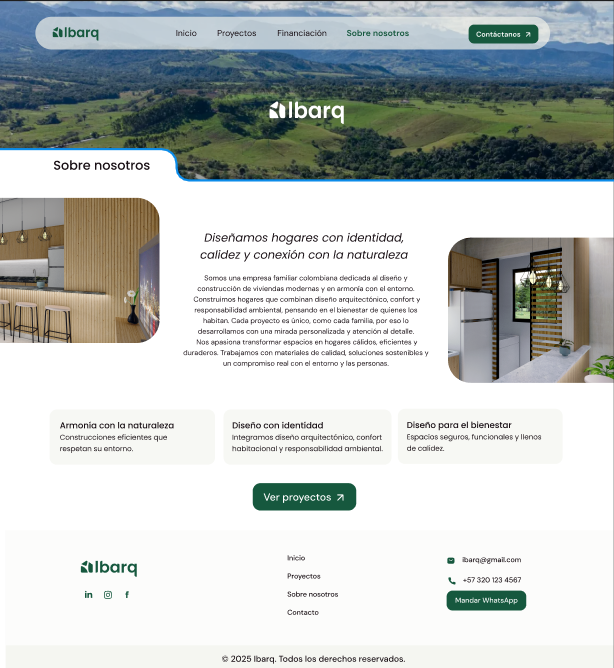 Ibarq
Inicio Proyectos Financiación Sobre nosotros Contáctanos
Ibarq
Sobre nosotros
Diseñamos hogares con identidad,
calidez y conexión con la naturaleza
Somos una empresa familiar colombiana dedicada al diseño y
construcción de viviendas modernas y en armonía con el entorno.
Construimos hogares que combinan diseño arquitectónico, confort y
responsabilidad ambiental, pensando en el bienestar de quienes los
habitan. Cada proyecto es único, como cada familia, por eso lo
desarrollamos con una mirada personalizada y atención al detalle.
Nos apasiona transformar espacios en hogares cálidos, eficientes y
duraderos. Trabajamos con materiales de calidad, soluciones sostenibles y
un compromiso real con el entorno y las personas.
Armonia con la naturaleza
Construcciones eficientes que
respetan su entorno.
Diseño con identidad
Integramos diseño arquitectónico, confort
habitacional y responsabilidad ambiental.
Diseño para el bienestar
Espacios seguros, funcionales y llenos
de calidez.
Ver proyectos
Ibarq
in f
Inicio
Proyectos
Sobre nosotros
Contacto
ibarq@gmail.com
+57 320 123 4567
Mandar WhatsApp
© 2025 Ibarq. Todos los derechos reservados.